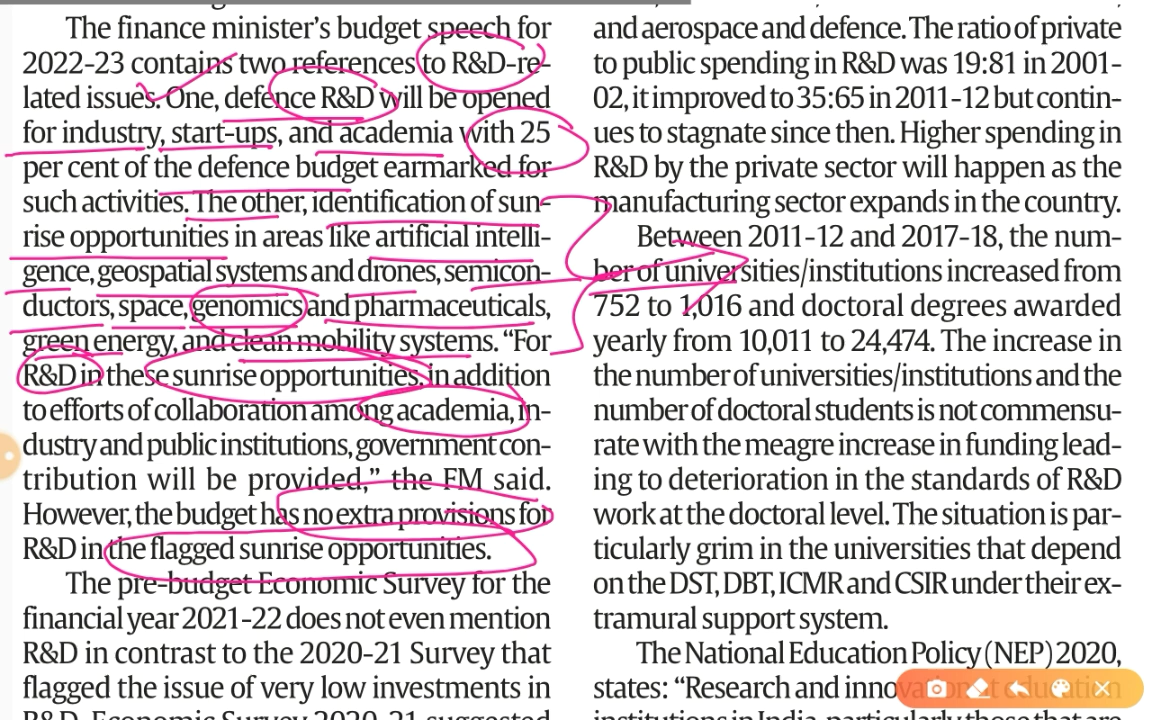 The finance minister's budget speech for
2022-23 contains two references to R&D-re-
lated issues. One, defence R&D will be opened
for industry, start-ups, and academia with 25
per cent of the defence budget earmarked for
such activities. The other, identification of sun-
rise opportunities in areas like artificial intelli-
gence, geospatial systems and drones, semicon-
ductors, space, genomics and pharmaceuticals,
green energy, and clean mobility systems. “For
R&D in these sunrise opportunities, in addition
to efforts of collaboration among academia, in-
dustry and public institutions, government con-
tribution will be provided,” the FM said.
However, the budget has no extra provisions for
R&D in the flagged sunrise opportunities.
The pre-budget Economic Survey for the
financial year 2021-22 does not even mention
R&D in contrast to the 2020-21 Survey that
flagged the issue of very low investments in
R&D. Economic Survey 2020-21 suggested
and aerospace and defence. The ratio of private
to public spending in R&D was 19:81 in 2001-
02, it improved to 35:65 in 2011-12 but contin-
ues to stagnate since then. Higher spending in
R&D by the private sector will happen as the
manufacturing sector expands in the country.
Between 2011-12 and 2017-18, the num-
ber of universities/institutions increased from
752 to 1,016 and doctoral degrees awarded
yearly from 10,011 to 24,474. The increase in
the number of universities/institutions and the
number of doctoral students is not commensu-
rate with the meagre increase in funding lead-
ing to deterioration in the standards of R&D
work at the doctoral level. The situation is par-
ticularly grim in the universities that depend
on the DST, DBT, ICMR and CSIR under their ex-
tramural support system.
The National Education Policy (NEP) 2020,
states: “Research and innovation at education
institutions in India, particularly those that are